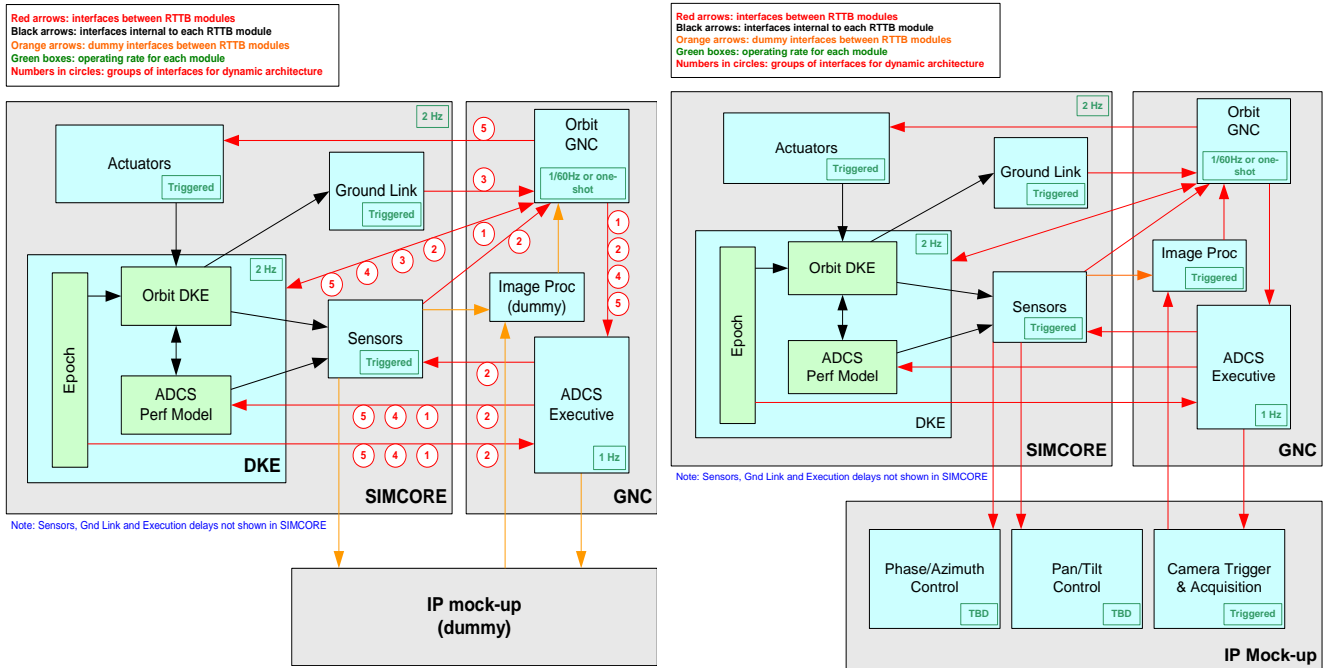 Red arrows: interfaces between RTTB modules
Black arrows: interfaces internal to each RTTB module
Orange arrows: dummy interfaces between RTTB modules
Green boxes: operating rate for each module
Numbers in circles: groups of interfaces for dynamic architecture
2 Hz
Actuators
Triggered
5
Orbit
GNC
1/60Hz or one-
shot
Ground Link
Triggered
3
1
2
2
3
4
5
1
2
4
5
2 Hz
Epoch
Orbit DKE
ADCS
Perf Model
Sensors
Triggered
Image Proc
(dummy)
2
ADCS
Executive
1 Hz
5
4
1
2
5
4
1
2
DKE
SIMCORE
GNC
Note: Sensors, Gnd Link and Execution delays not shown in SIMCORE
IP mock-up
(dummy)
Red arrows: interfaces between RTTB modules
Black arrows: interfaces internal to each RTTB module
Orange arrows: dummy interfaces between RTTB modules
Green boxes: operating rate for each module
Numbers in circles: groups of interfaces for dynamic architecture
2 Hz
Actuators
Triggered
Orbit
GNC
1/60Hz or one-
shot
Ground Link
Triggered
2 Hz
Epoch
Orbit DKE
ADCS
Perf Model
Sensors
Triggered
Image Proc
Triggered
ADCS
Executive
1 Hz
DKE
SIMCORE
GNC
Note: Sensors, Gnd Link and Execution delays not shown in SIMCORE
Phase/Azimuth
Control
TBD
Pan/Tilt
Control
TBD
Camera Trigger
& Acquisition
Triggered
IP Mock-up